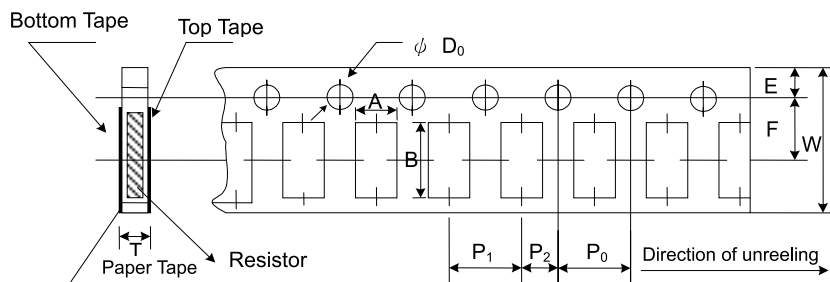 Bottom Tape
Top Tape
ϕ D₀
A
B
E
F
W
T
Paper Tape
Resistor
P₁
P₂
P₀
Direction of unreeling